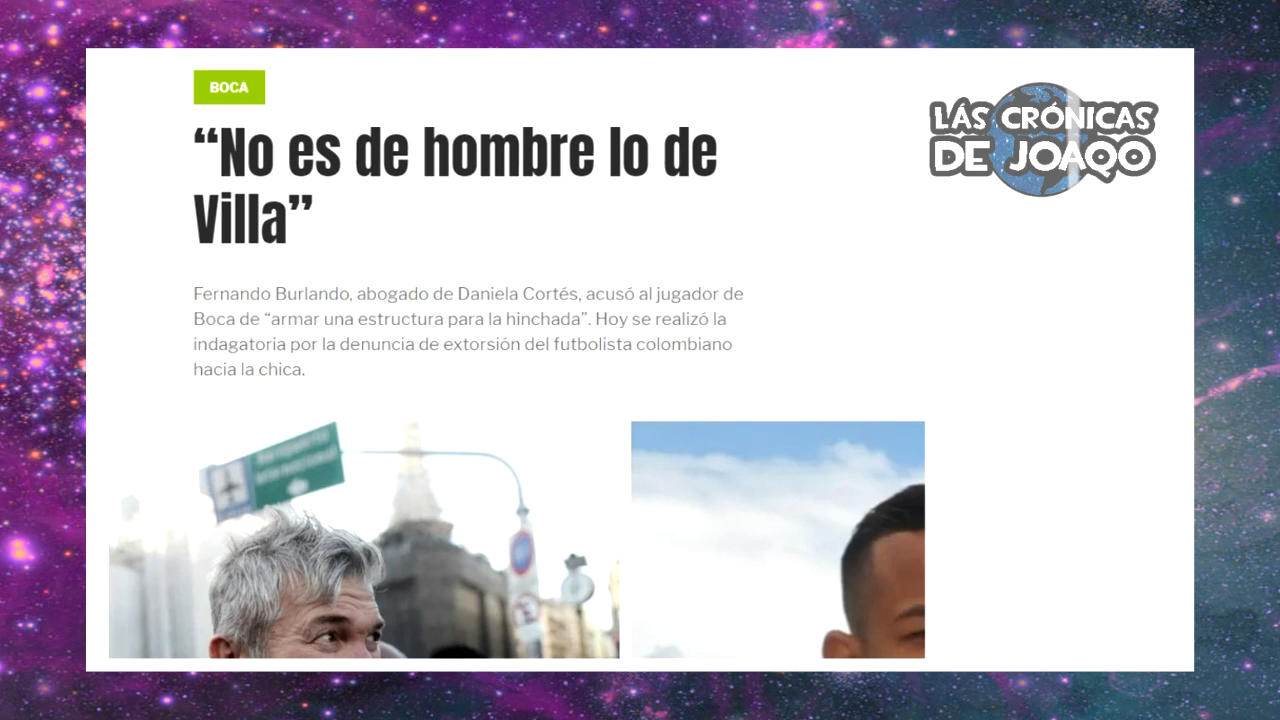 BOCA
LÁS CRÓNICAS
DE JOAQO
“No es de hombre lo de
Villa”
Fernando Burlando, abogado de Daniela Cortés, acusó al jugador de
Boca de “armar una estructura para la hinchada”. Hoy se realizó la
indagatoria por la denuncia de extorsión del futbolista colombiano
hacia la chica.